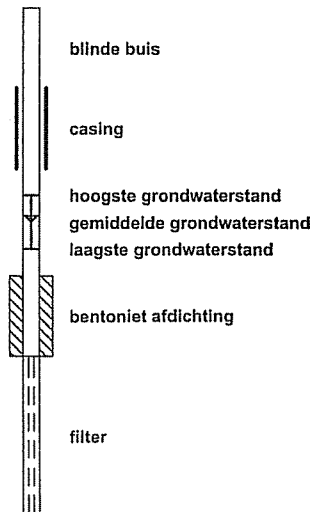 blinde buis
casing
hoogste grondwaterstand
gemiddelde grondwaterstand
laagste grondwaterstand
bentoniet afdichting
filter